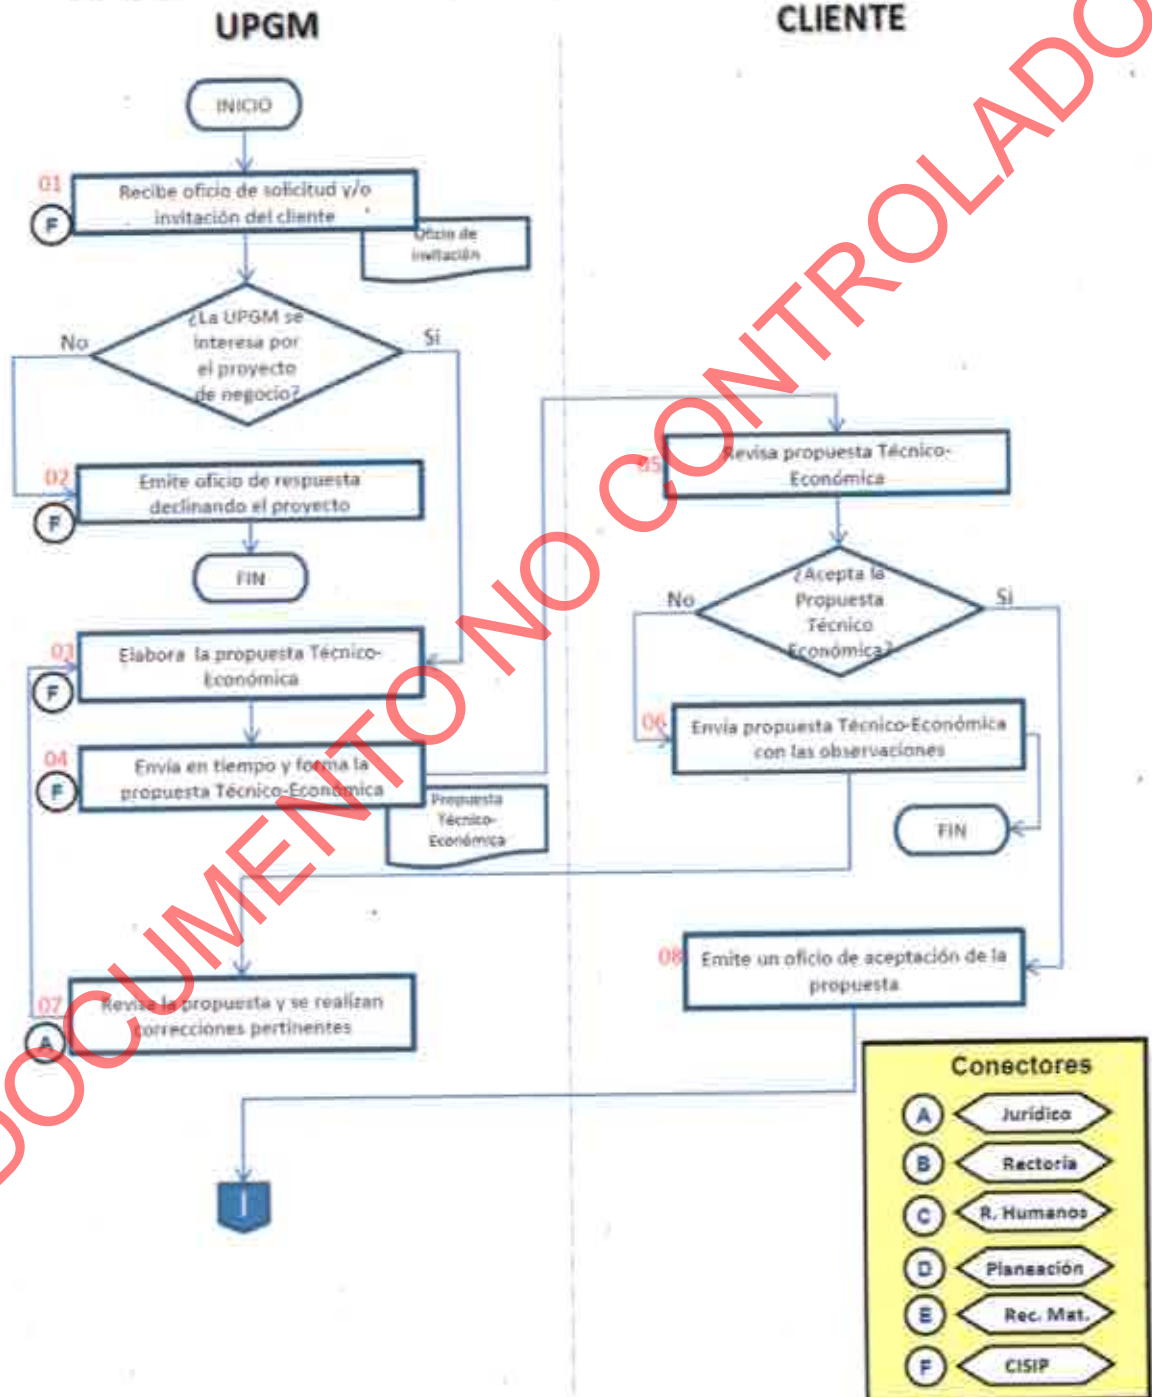 UPGM
CLIENTE
INICIO
01
Recibe oficio de solicitud y/o
invitación del cliente
F
Oficio de
invitación
¿La UPGM se
interesa por
el proyecto
de negocio?
No
Si
02
Emite oficio de respuesta
declinando el proyecto
F
FIN
03
Elabora la propuesta Técnico-
Económica
F
04
Envía en tiempo y forma la
propuesta Técnico-Económica
F
Propuesta
Técnico-
Económica
05
Revisa propuesta Técnico-
Económica
¿Acepta la
Propuesta
Técnico
Económica?
No
Si
06
Envía propuesta Técnico-Económica
con las observaciones
FIN
07
Revisa la propuesta y se realizan
correcciones pertinentes
A
08
Emite un oficio de aceptación de la
propuesta
I
Conectores
A Jurídico
B Rectoría
C R. Humanos
D Planeación
E Rec. Mat.
F CISIP
DOCUMENTO NO CONTROLADO